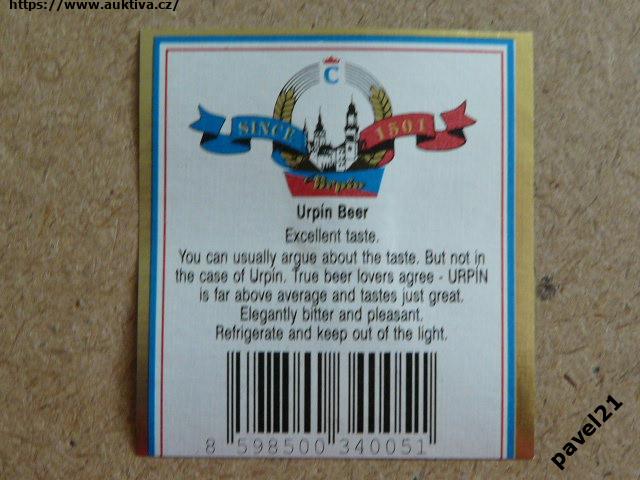 https://www.auktiva.cz/
C
SINCE 1501
Urpín
Urpín Beer
Excellent taste.
You can usually argue about the taste. But not in
the case of Urpín. True beer lovers agree - URPÍN
is far above average and tastes just great.
Elegantly bitter and pleasant.
Refrigerate and keep out of the light.
8 598500 340051
pavel21